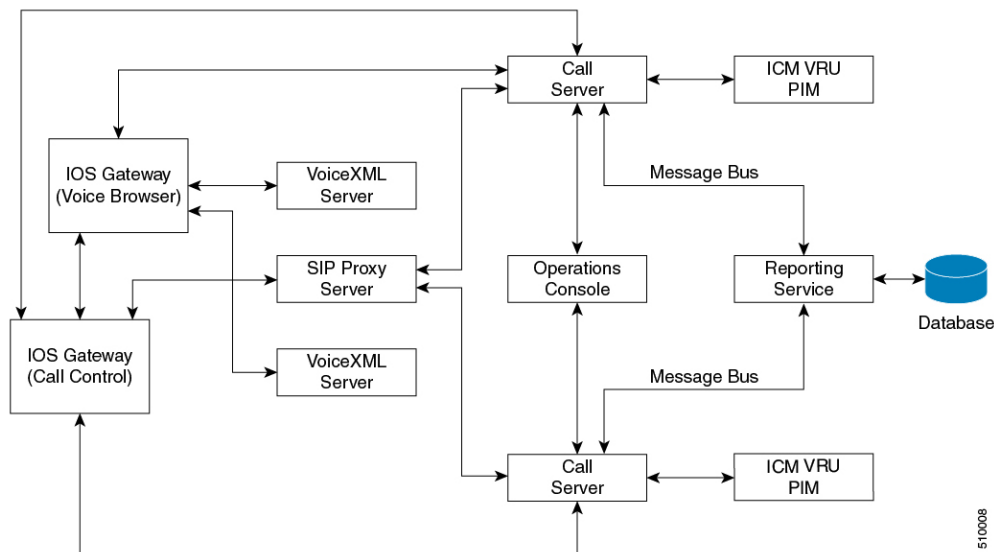 Call
Server
ICM VRU
PIM
IOS Gateway
(Voice Browser)
VoiceXML
Server
Message Bus
SIP Proxy
Server
Operations
Console
Reporting
Service
Database
IOS Gateway
(Call Control)
VoiceXML
Server
Message Bus
Call
Server
ICM VRU
PIM
510008